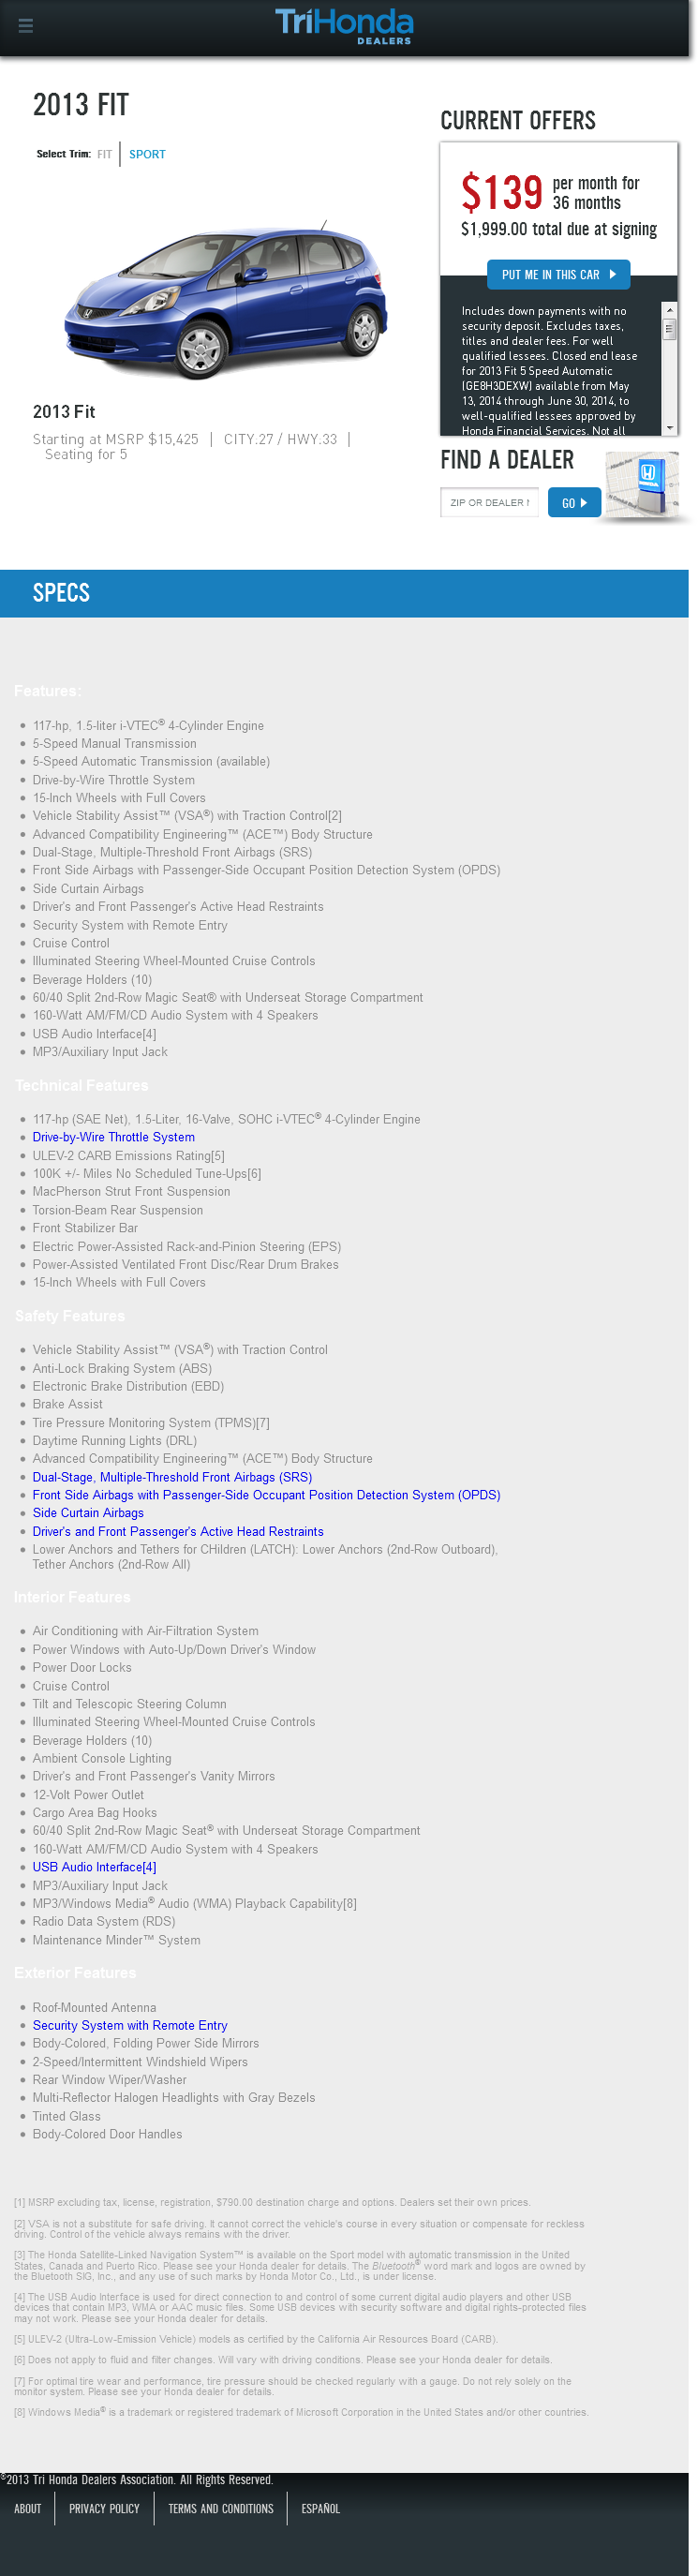 TriHonda
DEALERS
2013 FIT
Select Trim: FIT SPORT
2013 Fit
Starting at MSRP $15,425 | CITY.27 / HWY.33 |
Seating for 5
CURRENT OFFERS
$139 per month for
36 months
$1,999.00 total due at signing
PUT ME IN THIS CAR
Includes down payments with no
security deposit. Excludes taxes,
titles and dealer fees. For well
qualified lessees. Closed end lease
for 2013 Fit 5 Speed Automatic
(GE8H3DEXW) available from May
13, 2014 through June 30, 2014, to
well-qualified lessees approved by
Honda Financial Services. Not all
FIND A DEALER
ZIP OR DEALER
GO
SPECS
Features:
117-hp, 1.5-liter i-VTEC® 4-Cylinder Engine
5-Speed Manual Transmission
5-Speed Automatic Transmission (available)
Drive-by-Wire Throttle System
15-Inch Wheels with Full Covers
Vehicle Stability Assist™ (VSA®) with Traction Control[2]
Advanced Compatibility Engineering™ (ACE™) Body Structure
Dual-Stage, Multiple-Threshold Front Airbags (SRS)
Front Side Airbags with Passenger-Side Occupant Position Detection System (OPDS)
Side Curtain Airbags
Driver's and Front Passenger's Active Head Restraints
Security System with Remote Entry
Cruise Control
Illuminated Steering Wheel-Mounted Cruise Controls
Beverage Holders (10)
60/40 Split 2nd-Row Magic Seat® with Underseat Storage Compartment
160-Watt AM/FM/CD Audio System with 4 Speakers
USB Audio Interface[4]
MP3/Auxiliary Input Jack
Technical Features
117-hp (SAE Net), 1.5-Liter, 16-Valve, SOHC i-VTEC® 4-Cylinder Engine
Drive-by-Wire Throttle System
ULEV-2 CARB Emissions Rating[5]
100K +/- Miles No Scheduled Tune-Ups[6]
MacPherson Strut Front Suspension
Torsion-Beam Rear Suspension
Front Stabilizer Bar
Electric Power-Assisted Rack-and-Pinion Steering (EPS)
Power-Assisted Ventilated Front Disc/Rear Drum Brakes
15-Inch Wheels with Full Covers
Safety Features
Vehicle Stability Assist™ (VSA®) with Traction Control
Anti-Lock Braking System (ABS)
Electronic Brake Distribution (EBD)
Brake Assist
Tire Pressure Monitoring System (TPMS)[7]
Daytime Running Lights (DRL)
Advanced Compatibility Engineering™ (ACE™) Body Structure
Dual-Stage, Multiple-Threshold Front Airbags (SRS)
Front Side Airbags with Passenger-Side Occupant Position Detection System (OPDS)
Side Curtain Airbags
Driver's and Front Passenger's Active Head Restraints
Lower Anchors and Tethers for CHildren (LATCH): Lower Anchors (2nd-Row Outboard),
Tether Anchors (2nd-Row All)
Interior Features
Air Conditioning with Air-Filtration System
Power Windows with Auto-Up/Down Driver's Window
Power Door Locks
Cruise Control
Tilt and Telescopic Steering Column
Illuminated Steering Wheel-Mounted Cruise Controls
Beverage Holders (10)
Ambient Console Lighting
Driver's and Front Passenger's Vanity Mirrors
12-Volt Power Outlet
Cargo Area Bag Hooks
60/40 Split 2nd-Row Magic Seat® with Underseat Storage Compartment
160-Watt AM/FM/CD Audio System with 4 Speakers
USB Audio Interface[4]
MP3/Auxiliary Input Jack
MP3/Windows Media® Audio (WMA) Playback Capability[8]
Radio Data System (RDS)
Maintenance Minder™ System
Exterior Features
Roof-Mounted Antenna
Security System with Remote Entry
Body-Colored, Folding Power Side Mirrors
2-Speed/Intermittent Windshield Wipers
Rear Window Wiper/Washer
Multi-Reflector Halogen Headlights with Gray Bezels
Tinted Glass
Body-Colored Door Handles
[1] MSRP excluding tax, license, registration, $790.00 destination charge and options. Dealers set their own prices.
[2] VSA is not a substitute for safe driving. It cannot correct the vehicle's course in every situation or compensate for reckless
driving. Control of the vehicle always remains with the driver.
[3] The Honda Satellite-Linked Navigation System™ is available on the Sport model with automatic transmission in the United
States, Canada and Puerto Rico. Please see your Honda dealer for details. The Bluetooth® word mark and logos are owned by
the Bluetooth SIG, Inc., and any use of such marks by Honda Motor Co., Ltd., is under license.
[4] The USB Audio Interface is used for direct connection to and control of some current digital audio players and other USB
devices that contain MP3, WMA or AAC music files. Some USB devices with security software and digital rights-protected files
may not work. Please see your Honda dealer for details.
[5] ULEV-2 (Ultra-Low-Emission Vehicle) models as certified by the California Air Resources Board (CARB).
[6] Does not apply to fluid and filter changes. Will vary with driving conditions. Please see your Honda dealer for details.
[7] For optimal tire wear and performance, tire pressure should be checked regularly with a gauge. Do not rely solely on the
monitor system. Please see your Honda dealer for details.
[8] Windows Media® is a trademark or registered trademark of Microsoft Corporation in the United States and/or other countries.
©2013 Tri Honda Dealers Association. All Rights Reserved.
ABOUT PRIVACY POLICY TERMS AND CONDITIONS ESPAÑOL